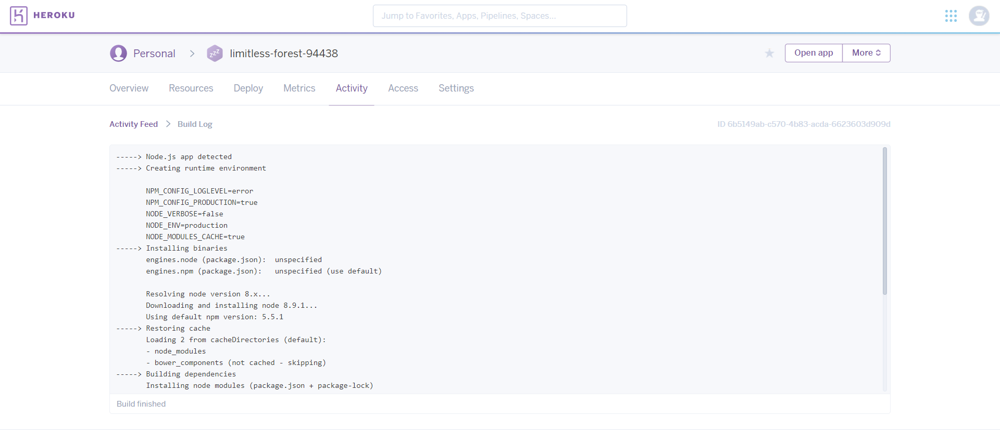 HEROKU
Jump to Favorites, Apps, Pipelines, Spaces...
Personal > zzz limitless-forest-94438
Open app
More
Overview Resources Deploy Metrics Activity Access Settings
Activity Feed > Build Log
ID 6b5149ab-c570-4b83-acda-6623603d909d
-----> Node.js app detected
-----> Creating runtime environment
NPM_CONFIG_LOGLEVEL=error
NPM_CONFIG_PRODUCTION=true
NODE_VERBOSE=false
NODE_ENV=production
NODE_MODULES_CACHE=true
-----> Installing binaries
engines.node (package.json):  unspecified
engines.npm (package.json):   unspecified (use default)
Resolving node version 8.x...
Downloading and installing node 8.9.1...
Using default npm version: 5.5.1
-----> Restoring cache
Loading 2 from cacheDirectories (default):
- node_modules
- bower_components (not cached - skipping)
-----> Building dependencies
Installing node modules (package.json + package-lock)
Build finished